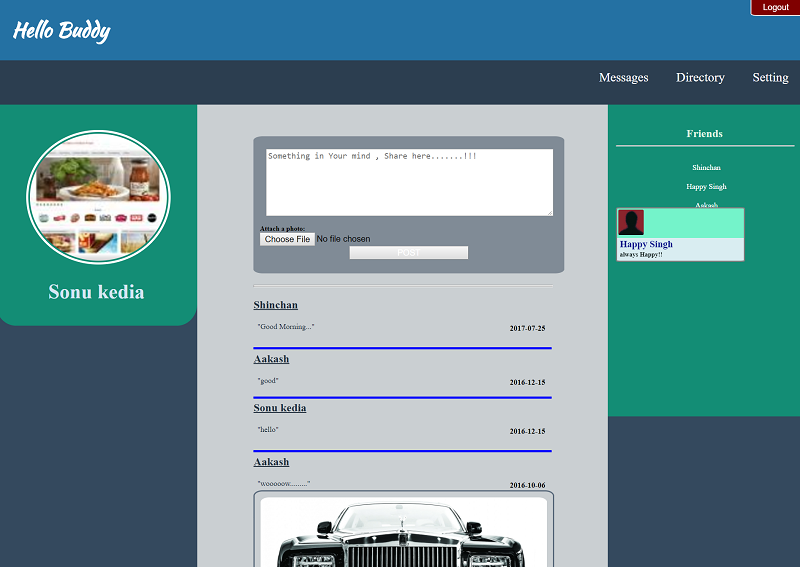 Logout
Hello Buddy
Messages Directory Setting
Sonu kedia
Something in Your mind , Share here.......!!!
Attach a photo:
Choose File No file chosen
POST
Shinchan
"Good Morning..."
2017-07-25
Aakash
"good"
2016-12-15
Sonu kedia
"hello"
2016-12-15
Aakash
"wooooow........."
2016-10-06
Friends
Shinchan
Happy Singh
Aakash
Happy Singh
always Happy!!